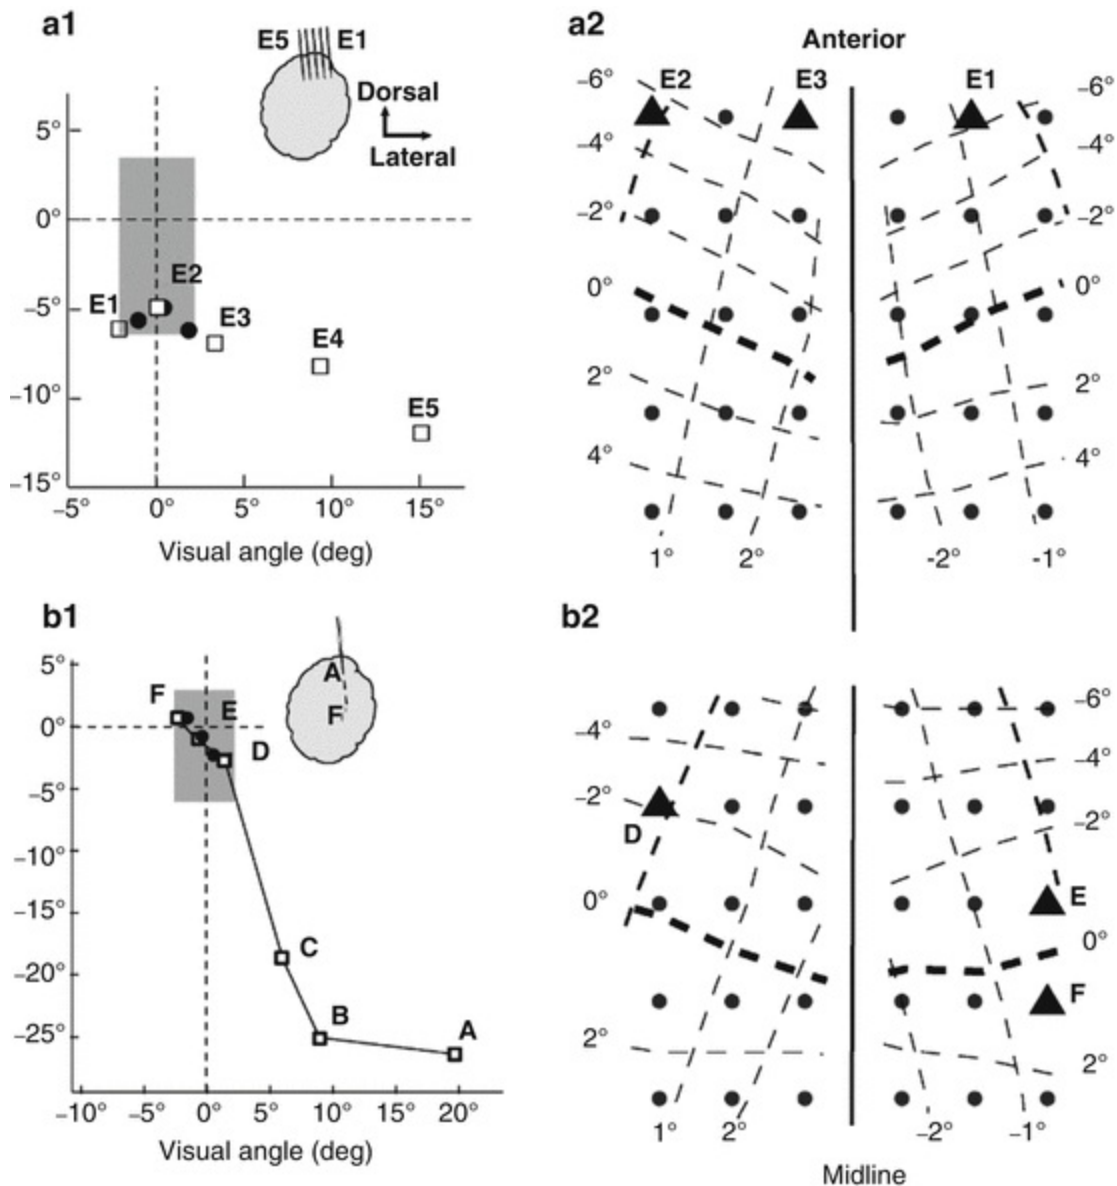 a1
E5 E1
Dorsal
Lateral
5°
0°
–5°
–10°
–15°
E1
E2
E3
E4
E5
–5° 0° 5° 10° 15°
Visual angle (deg)
a2
Anterior
–6° E2 E3 E1 –6°
–4° –4°
–2° –2°
0° 0°
2° 2°
4° 4°
1° 2° -2° -1°
b1
5°
0°
–5°
–10°
–15°
–20°
–25°
A
F
F
E
D
C
B
A
–10° –5° 0° 5° 10° 15° 20°
Visual angle (deg)
b2
–6°
–4° –4°
–2° –2°
D
E
0° 0°
F
2° 2°
1° 2° –2° –1°
Midline